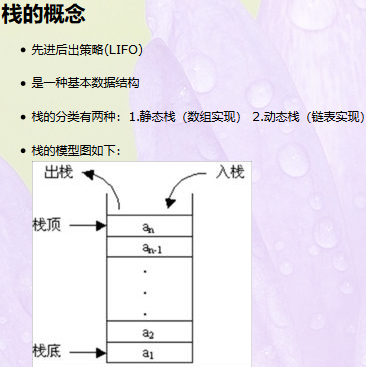 栈的概念
先进后出策略(LIFO)
是一种基本数据结构
栈的分类有两种：1.静态栈（数组实现） 2.动态栈（链表实现）
栈的模型图如下：
出栈 入栈
栈顶 an
an-1
.
.
.
a2
栈底 a1